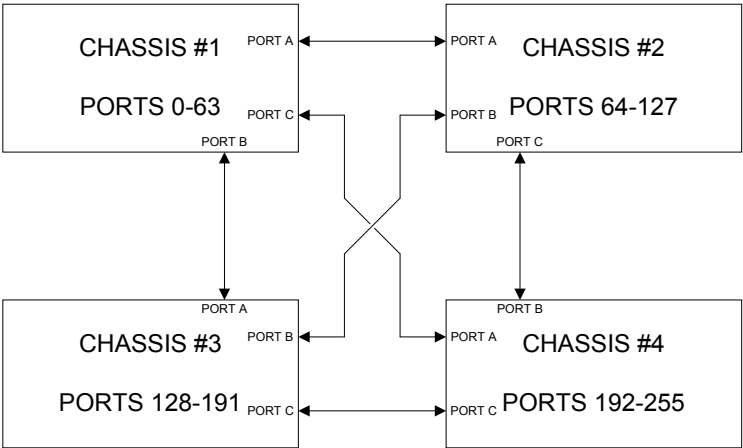 CHASSIS #1
PORTS 0-63
PORT A
PORT C
PORT B
PORT A
CHASSIS #2
PORT B
PORTS 64-127
PORT C
PORT A
CHASSIS #3
PORT B
PORTS 128-191
PORT C
PORT B
PORT A
CHASSIS #4
PORT C
PORTS 192-255